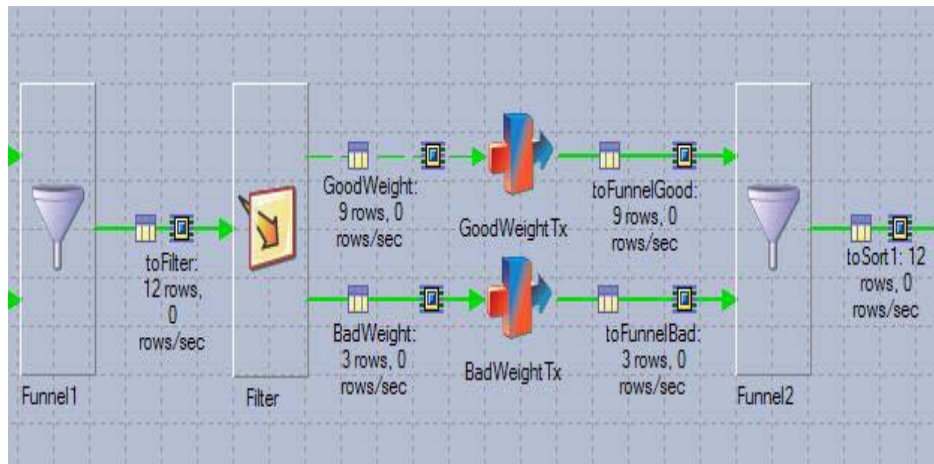 Funnel1
toFilter:
12 rows,
0
rows/sec
Filter
GoodWeight:
9 rows, 0
rows/sec
GoodWeightTx
toFunnelGood:
9 rows, 0
rows/sec
BadWeight:
3 rows, 0
rows/sec
BadWeightTx
toFunnelBad:
3 rows, 0
rows/sec
Funnel2
toSort1: 12
rows, 0
rows/sec